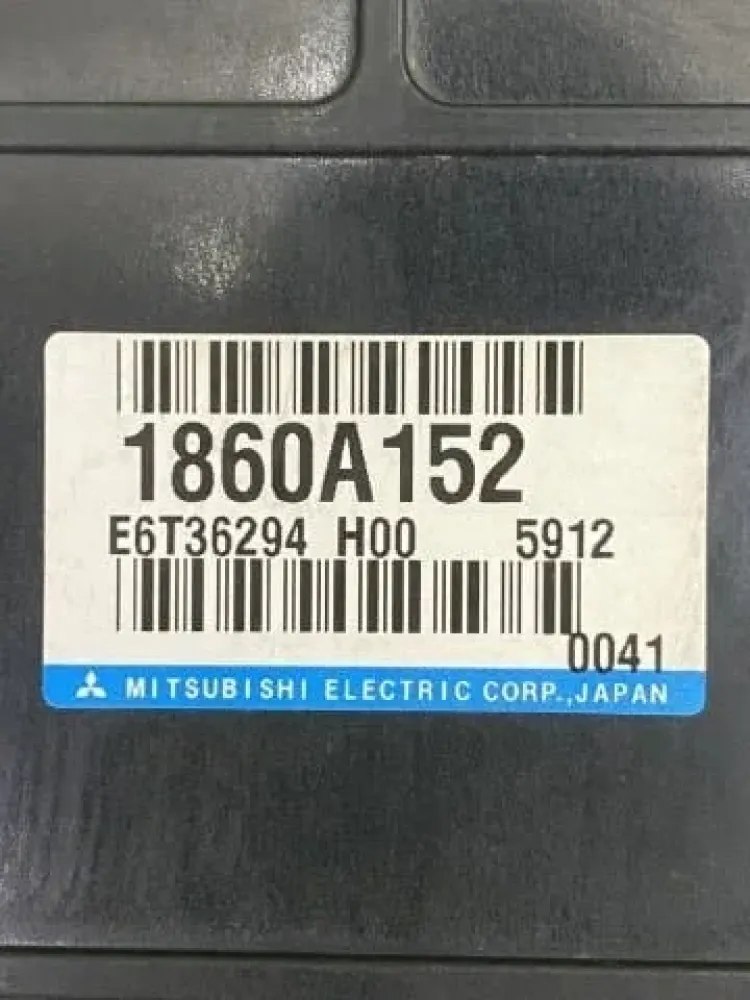 1860A152
E6T36294 H00 5912
0041
MITSUBISHI ELECTRIC CORP.,JAPAN